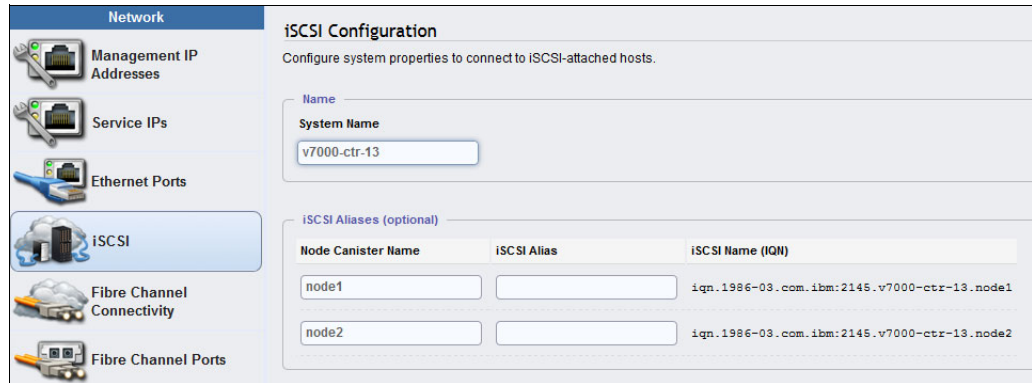 Network
Management IP
Addresses
Service IPs
Ethernet Ports
iSCSI
Fibre Channel
Connectivity
Fibre Channel Ports
iSCSI Configuration
Configure system properties to connect to iSCSI-attached hosts.
Name
System Name
v7000-ctr-13
iSCSI Aliases (optional)
Node Canister Name iSCSI Alias iSCSI Name (IQN)
node1 iqn.1986-03.com.ibm:2145.v7000-ctr-13.node1
node2 iqn.1986-03.com.ibm:2145.v7000-ctr-13.node2